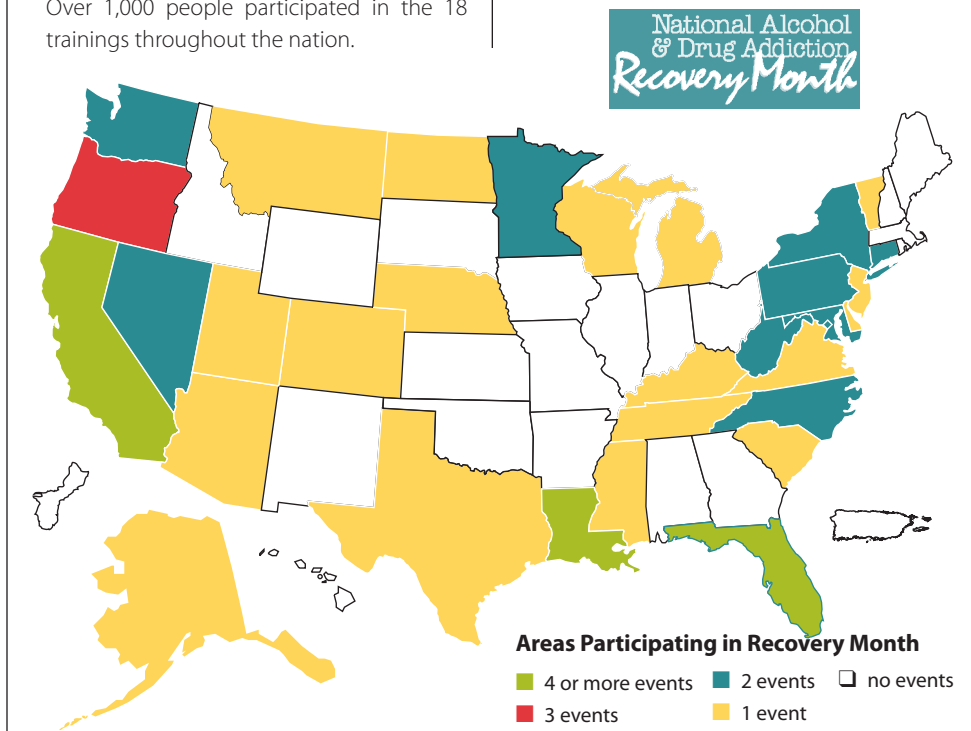 Over 1,000 people participated in the 18
trainings throughout the nation.
National Alcohol
& Drug Addiction
Recovery Month
Areas Participating in Recovery Month
4 or more events
2 events
no events
3 events
1 event